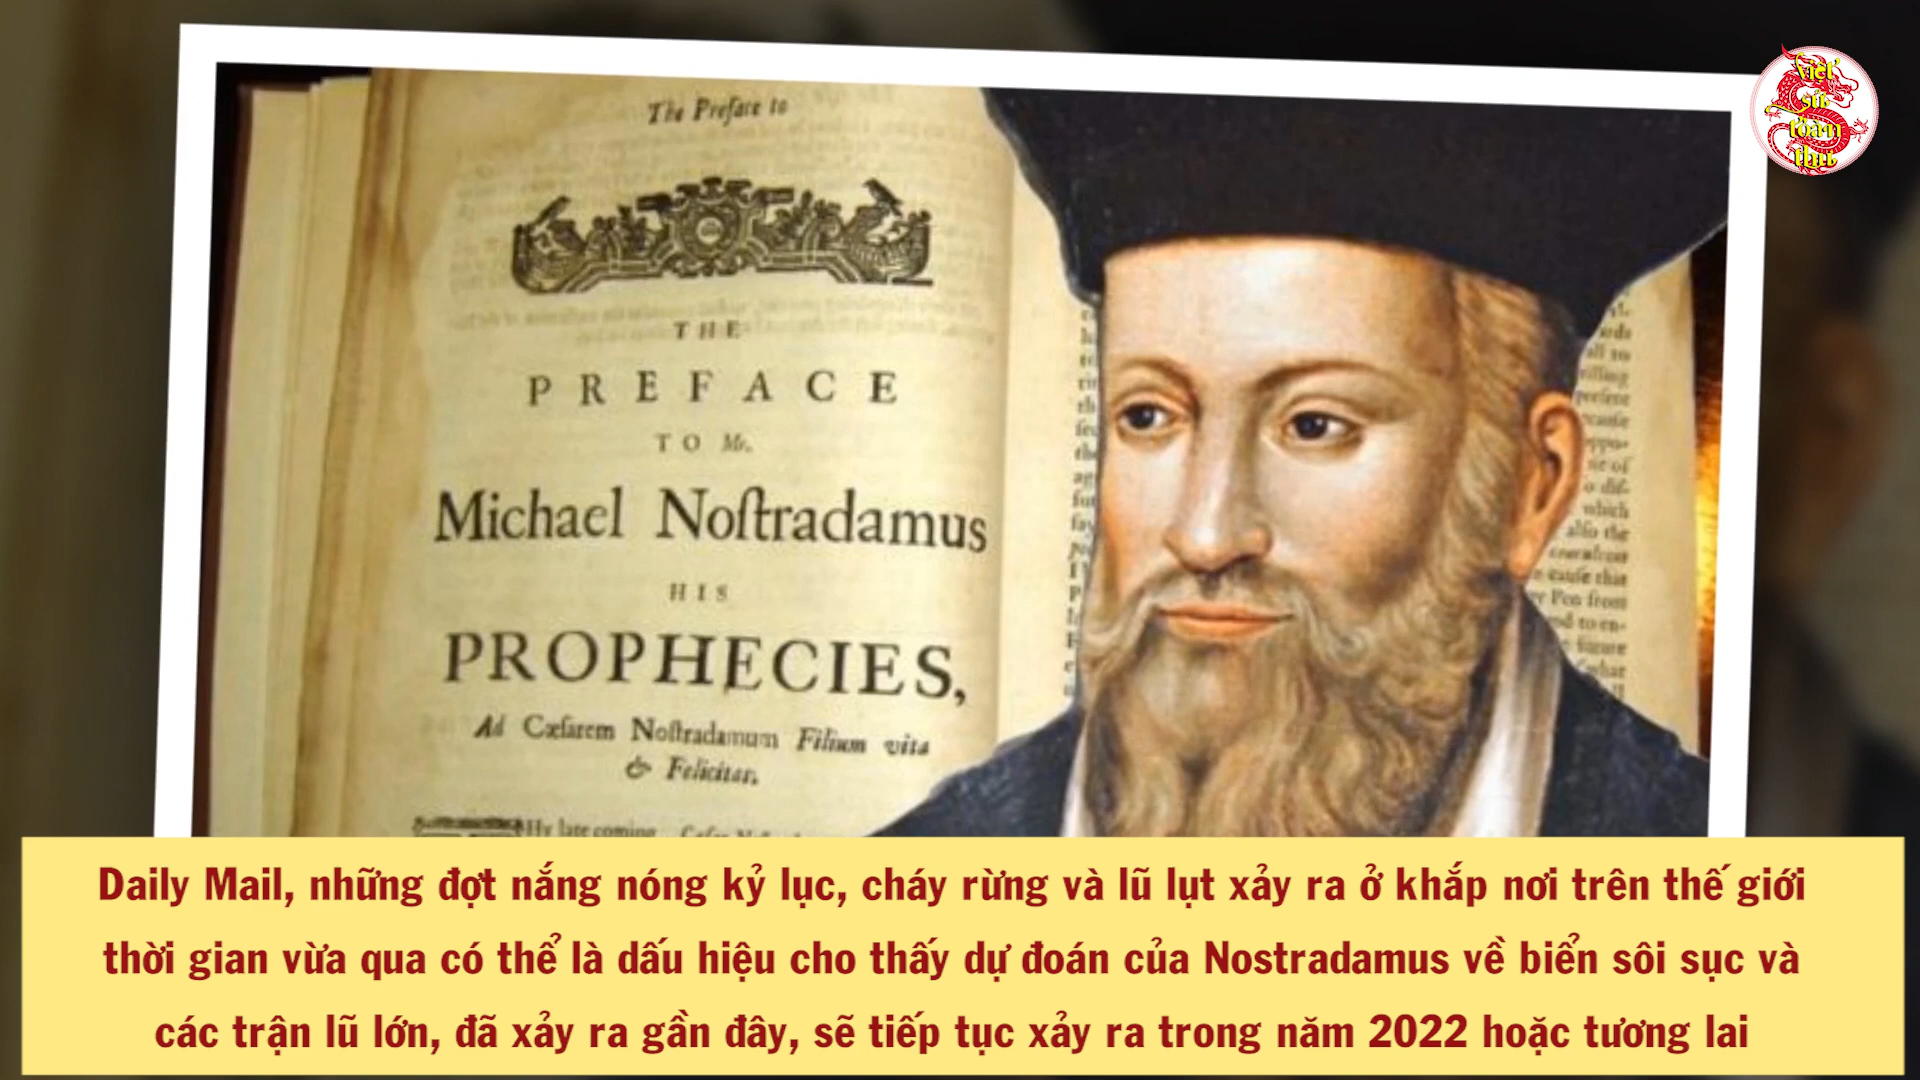 The Preface to
THE
PREFACE
TO Mr.
Michael Noſtradamus
HIS
PROPHECIES,
Ad Cæſarem Noſtradamum Filium vita
& Felicitas,
Việt
sử
toàn
thư
Daily Mail, những đợt nắng nóng kỷ lục, cháy rừng và lũ lụt xảy ra ở khắp nơi trên thế giới
thời gian vừa qua có thể là dấu hiệu cho thấy dự đoán của Nostradamus về biển sôi sục và
các trận lũ lớn, đã xảy ra gần đây, sẽ tiếp tục xảy ra trong năm 2022 hoặc tương lai